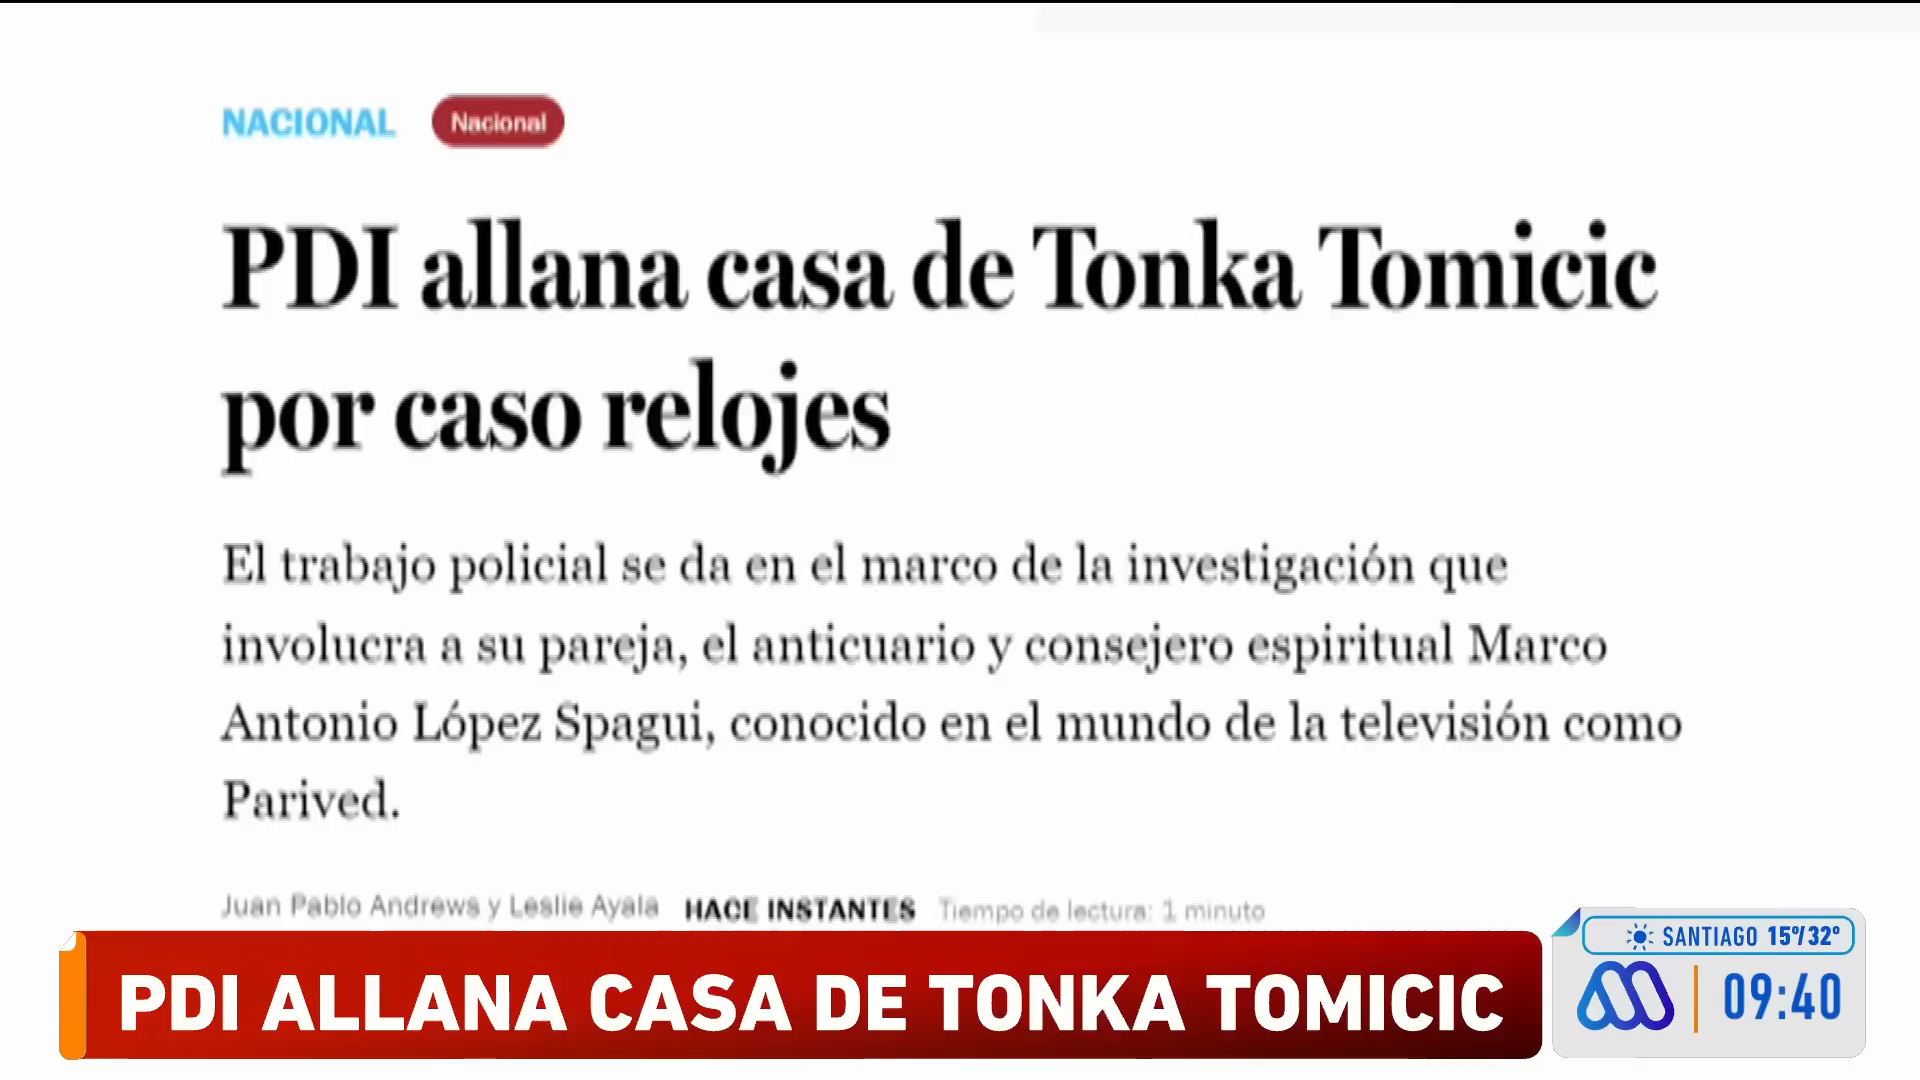 NACIONAL Nacional
PDI allana casa de Tonka Tomicic
por caso relojes
El trabajo policial se da en el marco de la investigación que
involucra a su pareja, el anticuario y consejero espiritual Marco
Antonio López Spagui, conocido en el mundo de la televisión como
Parived.
Juan Pablo Andrews y Leslie Ayala HACE INSTANTES Tiempo de lectura: 1 minuto
PDI ALLANA CASA DE TONKA TOMICIC
SANTIAGO 15º/32º
09:40